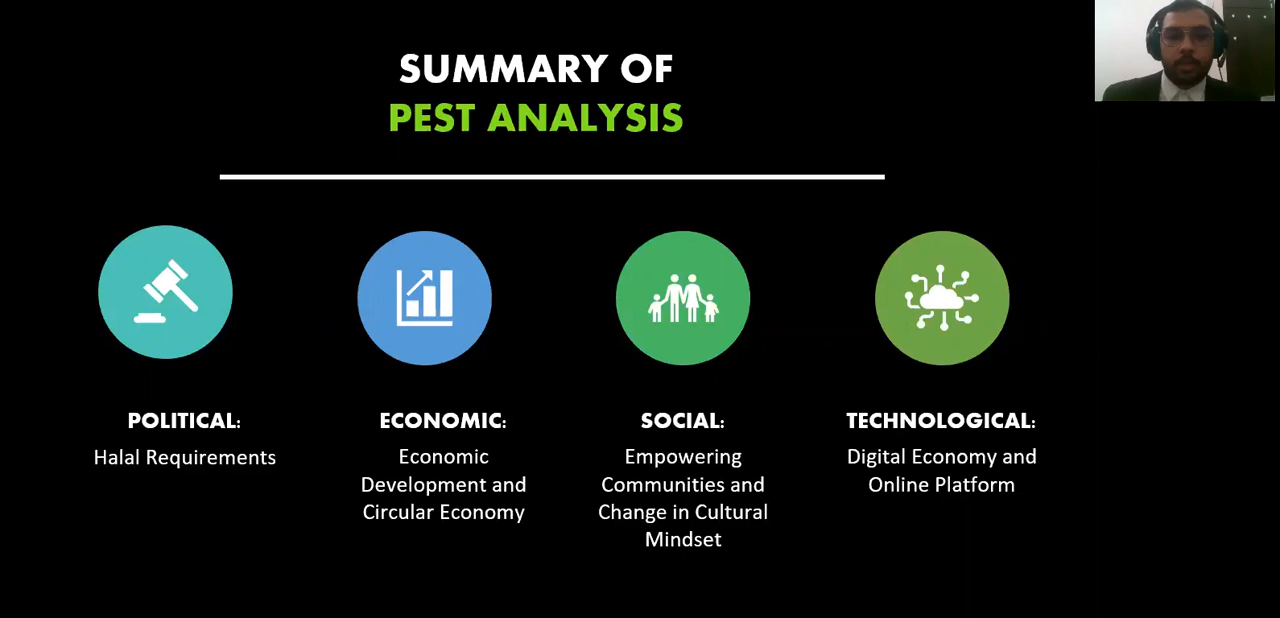 SUMMARY OF
PEST ANALYSIS
POLITICAL:
Halal Requirements
ECONOMIC:
Economic
Development and
Circular Economy
SOCIAL:
Empowering
Communities and
Change in Cultural
Mindset
TECHNOLOGICAL:
Digital Economy and
Online Platform